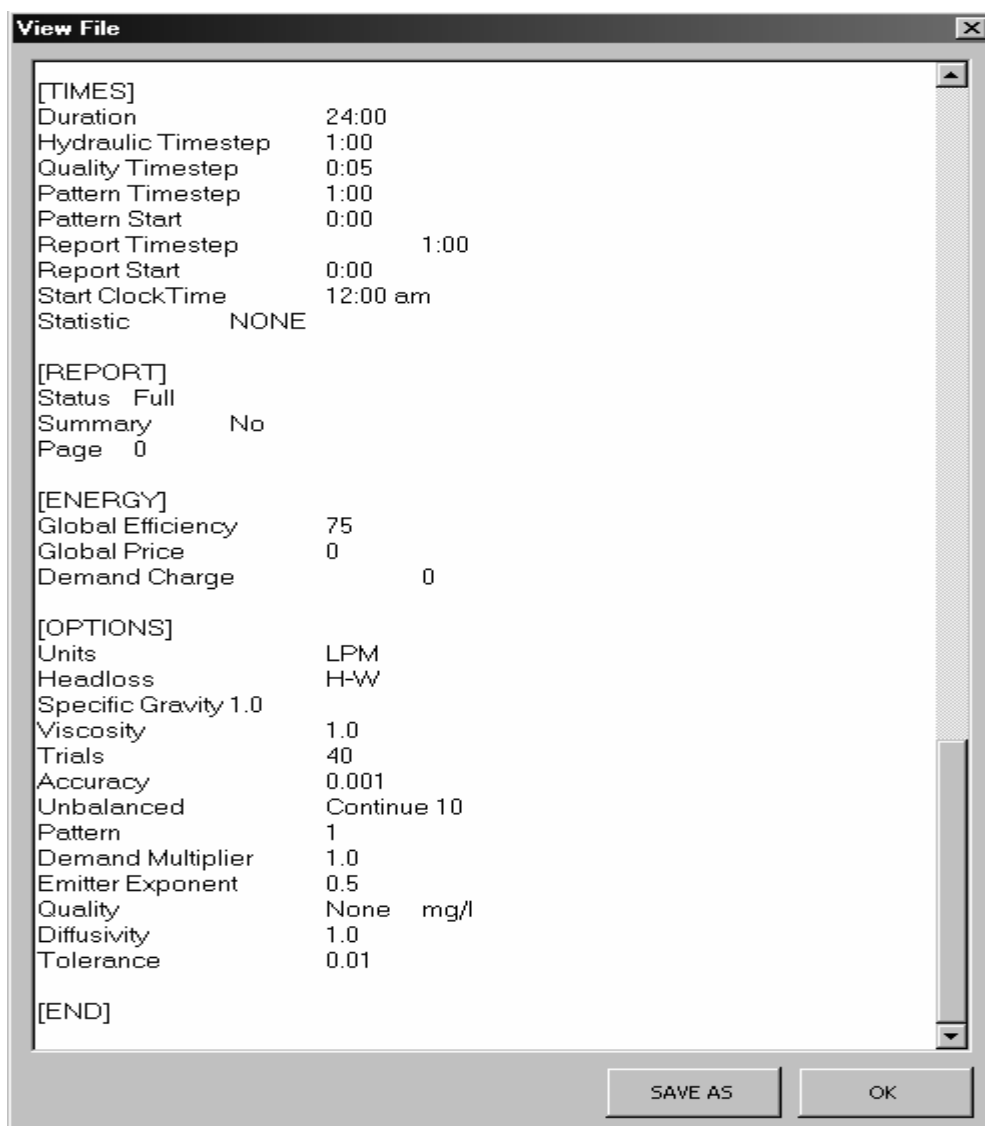 View File
[TIMES]
Duration 24:00
Hydraulic Timestep 1:00
Quality Timestep 0:05
Pattern Timestep 1:00
Pattern Start 0:00
Report Timestep 1:00
Report Start 0:00
Start ClockTime 12:00 am
Statistic NONE
[REPORT]
Status Full
Summary No
Page 0
[ENERGY]
Global Efficiency 75
Global Price 0
Demand Charge 0
[OPTIONS]
Units LPM
Headloss H-W
Specific Gravity 1.0
Viscosity 1.0
Trials 40
Accuracy 0.001
Unbalanced Continue 10
Pattern 1
Demand Multiplier 1.0
Emitter Exponent 0.5
Quality None mg/l
Diffusivity 1.0
Tolerance 0.01
[END]
SAVE AS OK